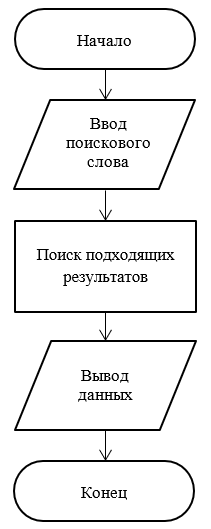 Начало
Ввод
поискового
слова
Поиск подходящих
результатов
Вывод
данных
Конец